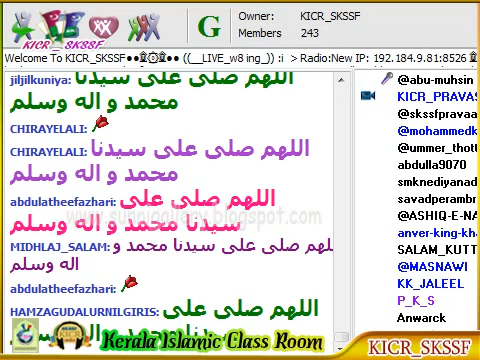 KICR_SKSSF
G
Owner: KICR_SKSSF
Members 243
Welcome To KICR_SKSSF●●۩۞۩●● ((__LIVE_w8 ing_)) :i > Radio:New IP: 192.184.9.81:8526
jiljilkuniya: اللهم صلى على سيدنا
محمد و اله وسلم
CHIRAYELALI:
CHIRAYELALI: اللهم صلى على سيدنا
محمد و اله وسلم
abdulatheefazhari: اللهم صلى على
سيدنا محمد و اله وسلم
www.sunnigallery.blogspot.com
MIDHLAJ_SALAM: للهم صلى على سيدنا محمد و
اله وسلم
abdulatheefazhari:
HAMZAGUDALURNILGIRIS: اللهم صلى على
@abu-muhsin
KICR_PRAVAS
@skssfpravaa
@mohammedk
@ummer_thott
abdulla9070
smknediyanad
savadperambr
@ASHIQ-E-NA
anver-king-kha
SALAM_KUTT
@MASNAWI
KK_JALEEL
P_K_S
Anwarck
KICR
Kerala Islamic Class Room
KICR_SKSSF